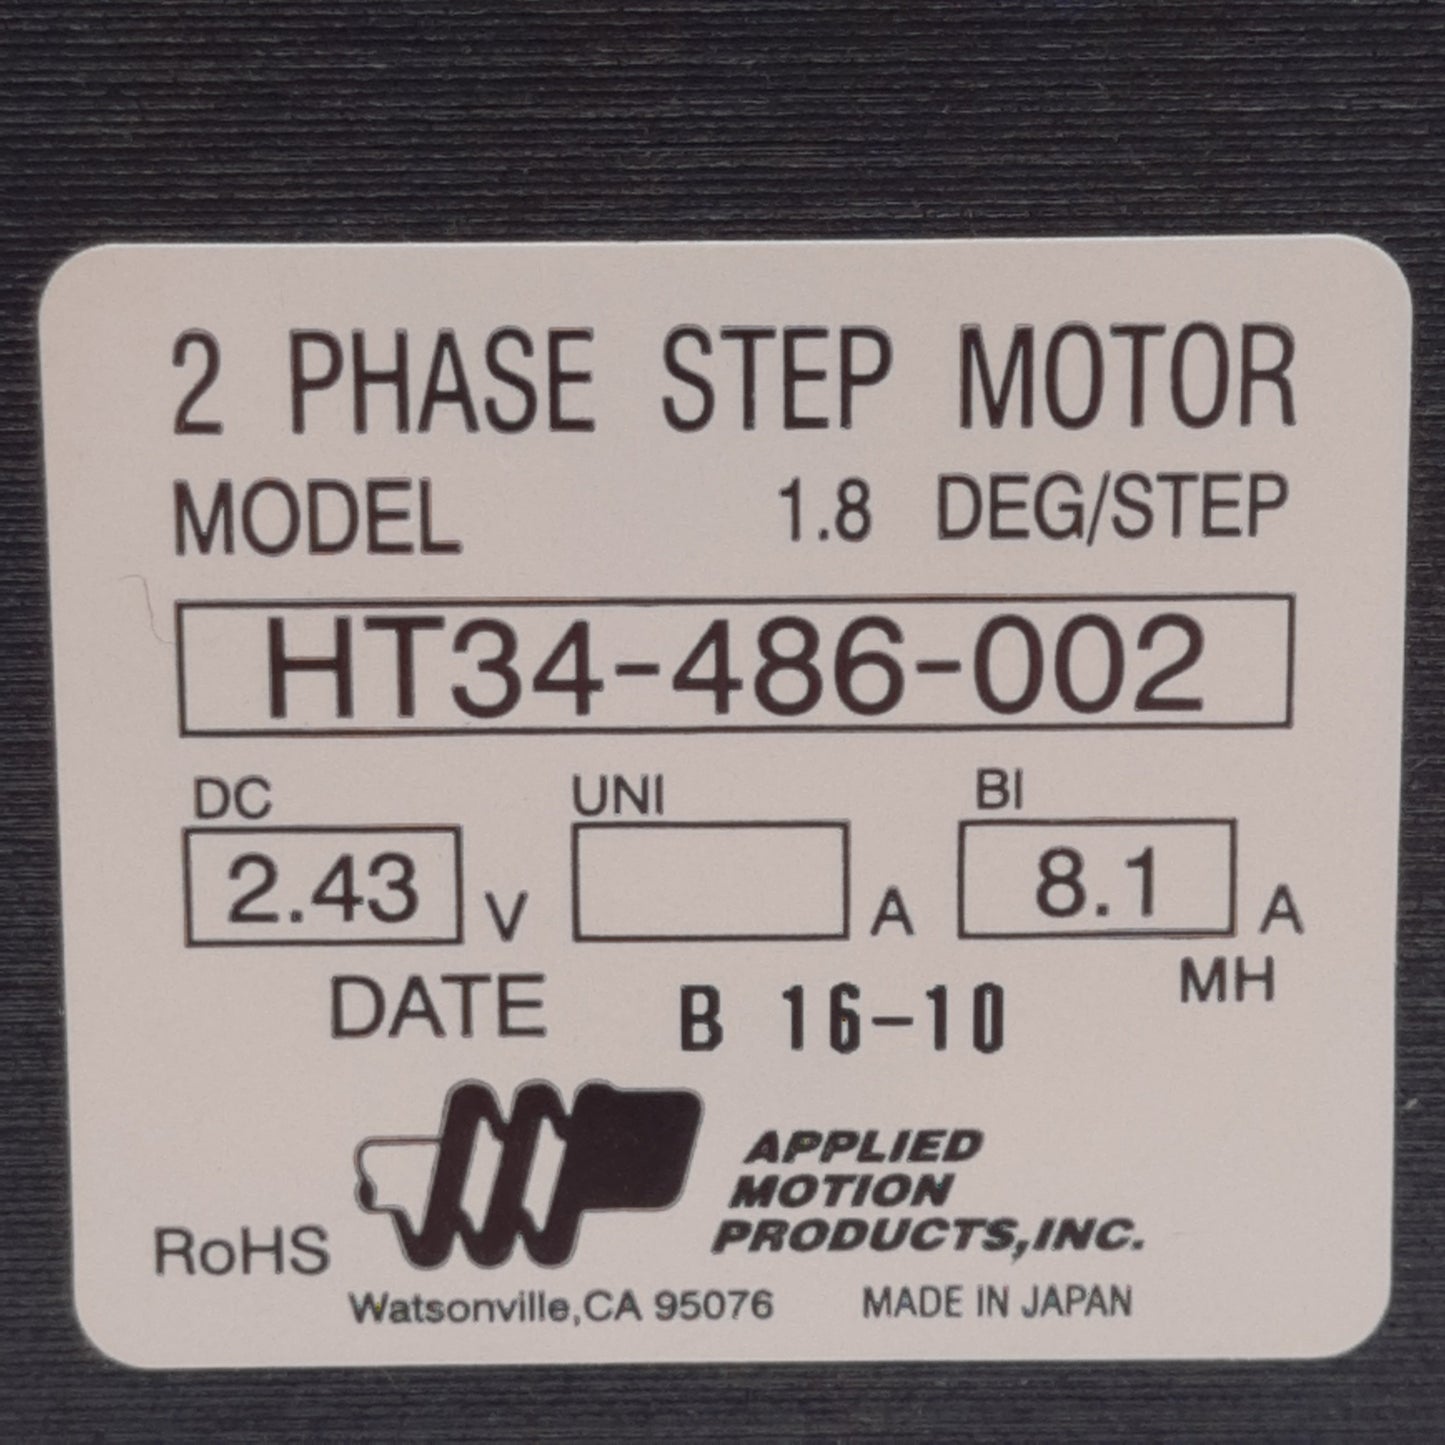 2 PHASE STEP MOTOR
MODEL 1.8 DEG/STEP
HT34-486-002
DC UNI BI
2.43 V A 8.1 A
MH
DATE B 16-10
APPLIED
MOTION
PRODUCTS,INC.
RoHS
Watsonville,CA 95076 MADE IN JAPAN